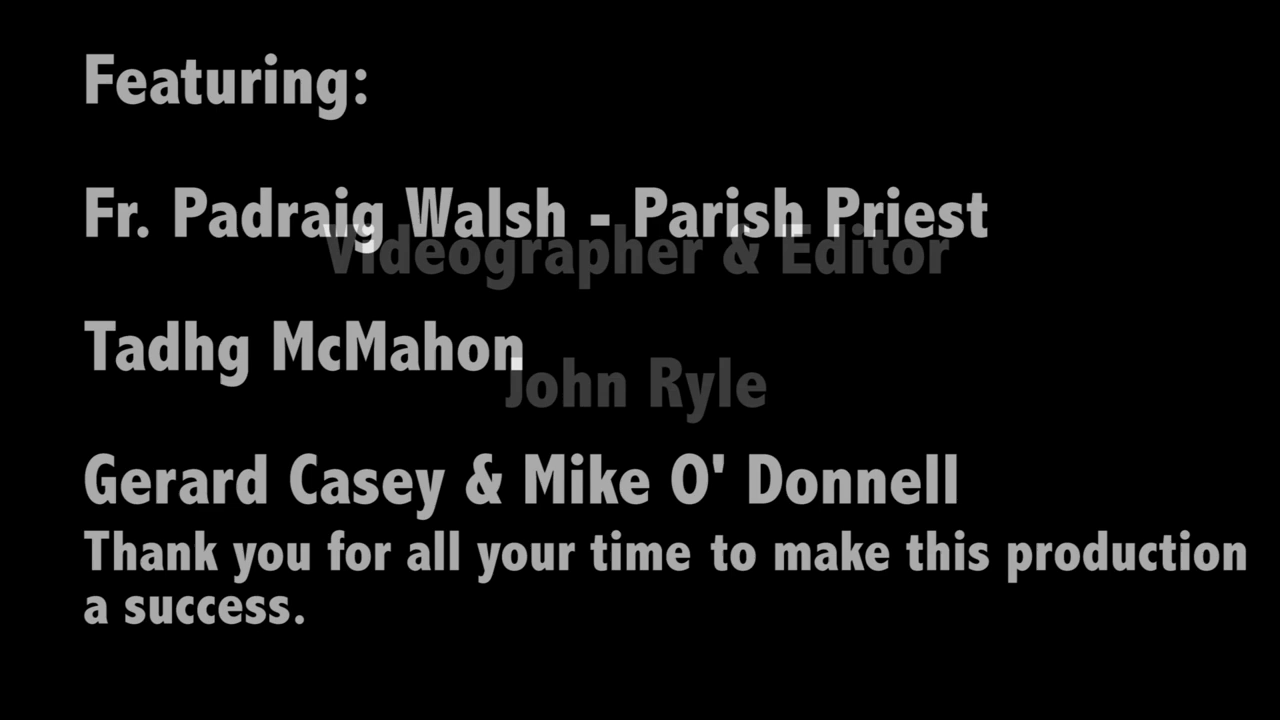 Featuring:
Fr. Padraig Walsh - Parish Priest
Videographer & Editor
Tadhg McMahon
John Ryle
Gerard Casey & Mike O' Donnell
Thank you for all your time to make this production
a success.